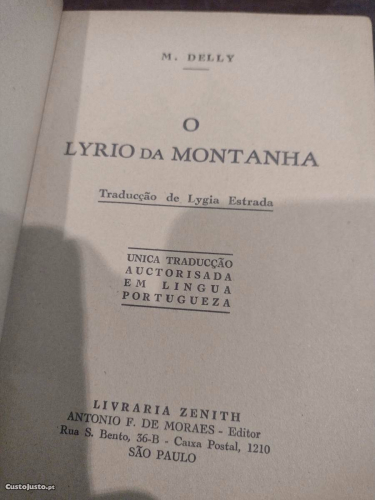 M. DELLY
O
LYRIO DA MONTANHA
Traducção de Lygia Estrada
UNICA TRADUCÇÃO
AUCTORISADA
EM LINGUA
PORTUGUEZA
LIVRARIA ZENITH
ANTONIO F. DE MORAES - Editor
Rua S. Bento, 36-B - Caixa Postal, 1210
SÃO PAULO
CustoJusto.pt